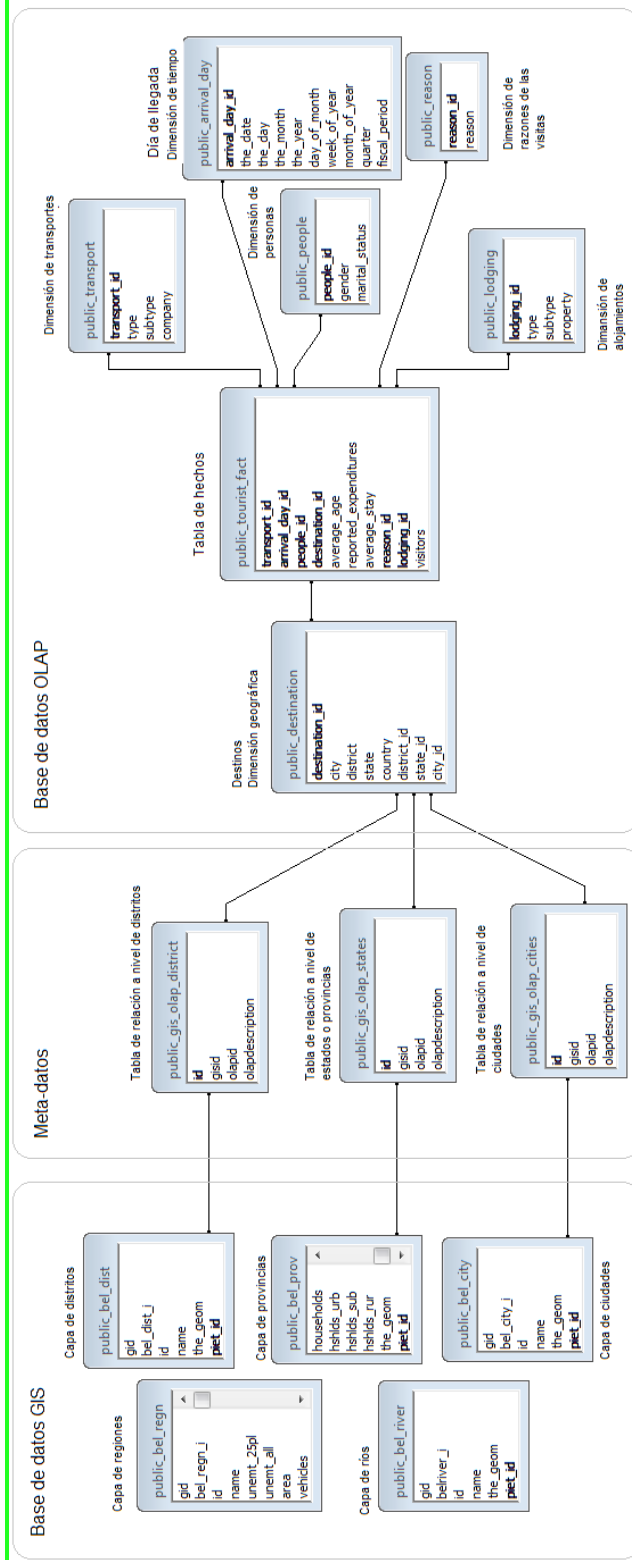 Base de datos GIS
Capa de regiones
public_bel_regn
gid
bel_regn_i
id
name
unemt_25pl
unemt_all
area
vehicles
Capa de ríos
public_bel_river
gid
belriver_i
id
name
the_geom
piet_id
Capa de distritos
public_bel_dist
gid
bel_dist_i
id
name
the_geom
piet_id
Capa de provincias
public_bel_prov
households
hshlds_urb
hshlds_sub
hshlds_rur
the_geom
piet_id
public_bel_city
gid
bel_city_i
id
name
the_geom
piet_id
Capa de ciudades
Meta-datos
Tabla de relación a nivel de distritos
public_gis_olap_district
id
gisid
olapid
olapdescription
Tabla de relación a nivel de
estados o provincias
public_gis_olap_states
id
gisid
olapid
olapdescription
Tabla de relación a nivel de
ciudades
public_gis_olap_cities
id
gisid
olapid
olapdescription
Base de datos OLAP
Destinos
Dimensión geográfica
public_destination
destination_id
city
district
state
country
district_id
state_id
city_id
Tabla de hechos
public_tourist_fact
transport_id
arrival_day_id
people_id
destination_id
average_age
reported_expenditures
average_stay
reason_id
lodging_id
visitors
Dimensión de transportes
public_transport
transport_id
type
subtype
company
Día de llegada
Dimensión de tiempo
public_arrival_day
arrival_day_id
the_date
the_day
the_month
the_year
day_of_month
week_of_year
month_of_year
quarter
fiscal_period
Dimensión de
personas
public_people
people_id
gender
marital_status
public_reason
reason_id
reason
Dimensión de
razones de las
visitas
public_lodging
lodging_id
type
subtype
property
Dimansión de
alojamientos